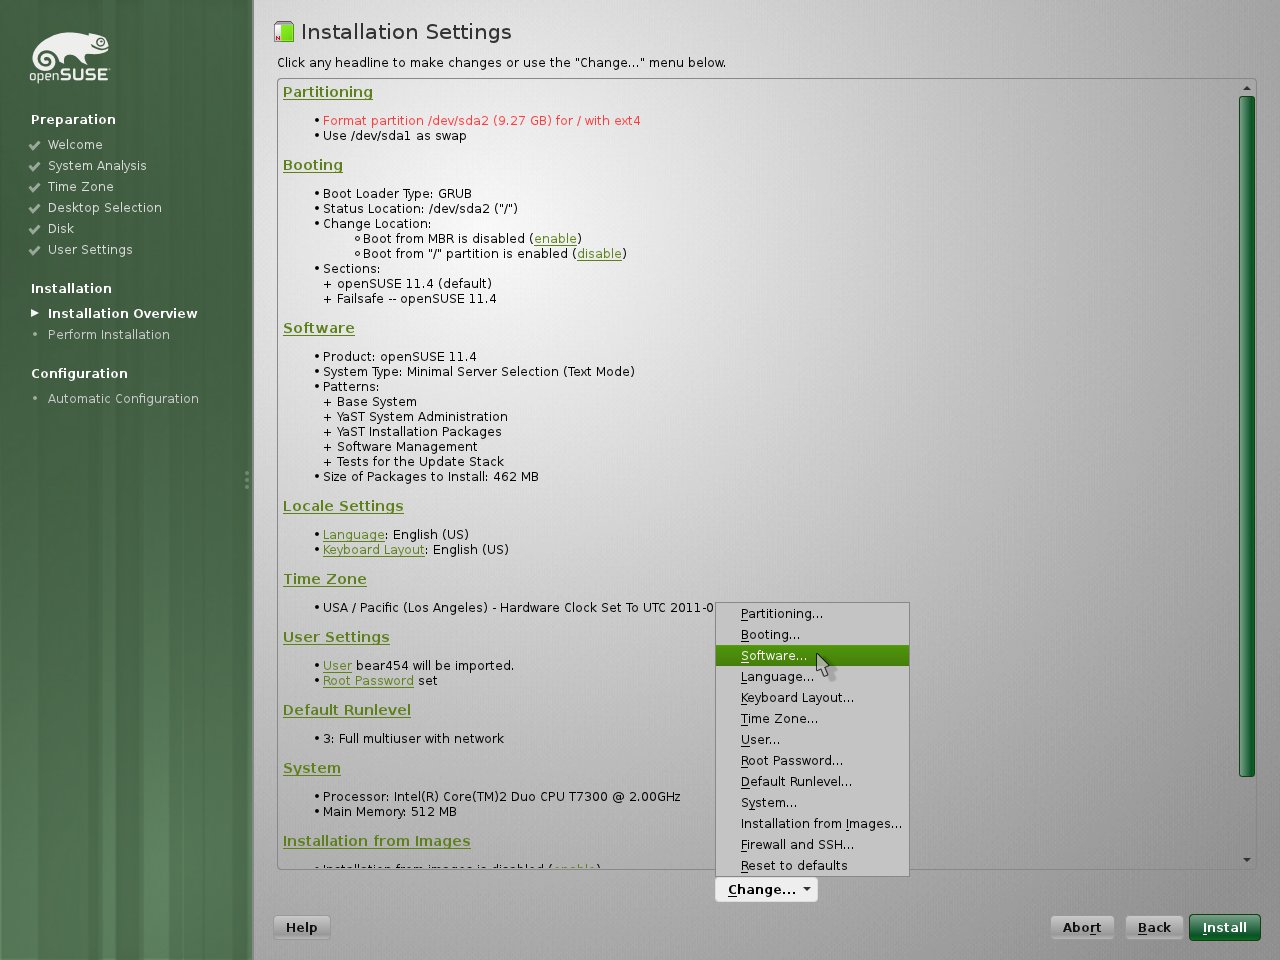 openSUSE
Preparation
Welcome
System Analysis
Time Zone
Desktop Selection
Disk
User Settings
Installation
Installation Overview
Perform Installation
Configuration
Automatic Configuration
Installation Settings
Click any headline to make changes or use the "Change..." menu below.
Partitioning
• Format partition /dev/sda2 (9.27 GB) for / with ext4
• Use /dev/sda1 as swap
Booting
• Boot Loader Type: GRUB
• Status Location: /dev/sda2 ("/")
• Change Location:
Boot from MBR is disabled (enable)
Boot from "/" partition is enabled (disable)
• Sections:
+ openSUSE 11.4 (default)
+ Failsafe -- openSUSE 11.4
Software
• Product: openSUSE 11.4
• System Type: Minimal Server Selection (Text Mode)
• Patterns:
+ Base System
+ YaST System Administration
+ YaST Installation Packages
+ Software Management
+ Tests for the Update Stack
• Size of Packages to Install: 462 MB
Locale Settings
• Language: English (US)
• Keyboard Layout: English (US)
Time Zone
• USA / Pacific (Los Angeles) - Hardware Clock Set To UTC 2011-0
User Settings
• User bear454 will be imported.
• Root Password set
Default Runlevel
• 3: Full multiuser with network
System
• Processor: Intel(R) Core(TM)2 Duo CPU T7300 @ 2.00GHz
• Main Memory: 512 MB
Installation from Images
• Installation from images is disabled (enable)
Partitioning...
Booting...
Software...
Language...
Keyboard Layout...
Time Zone...
User...
Root Password...
Default Runlevel...
System...
Installation from Images...
Firewall and SSH...
Reset to defaults
Change...
Help
Abort
Back
Install